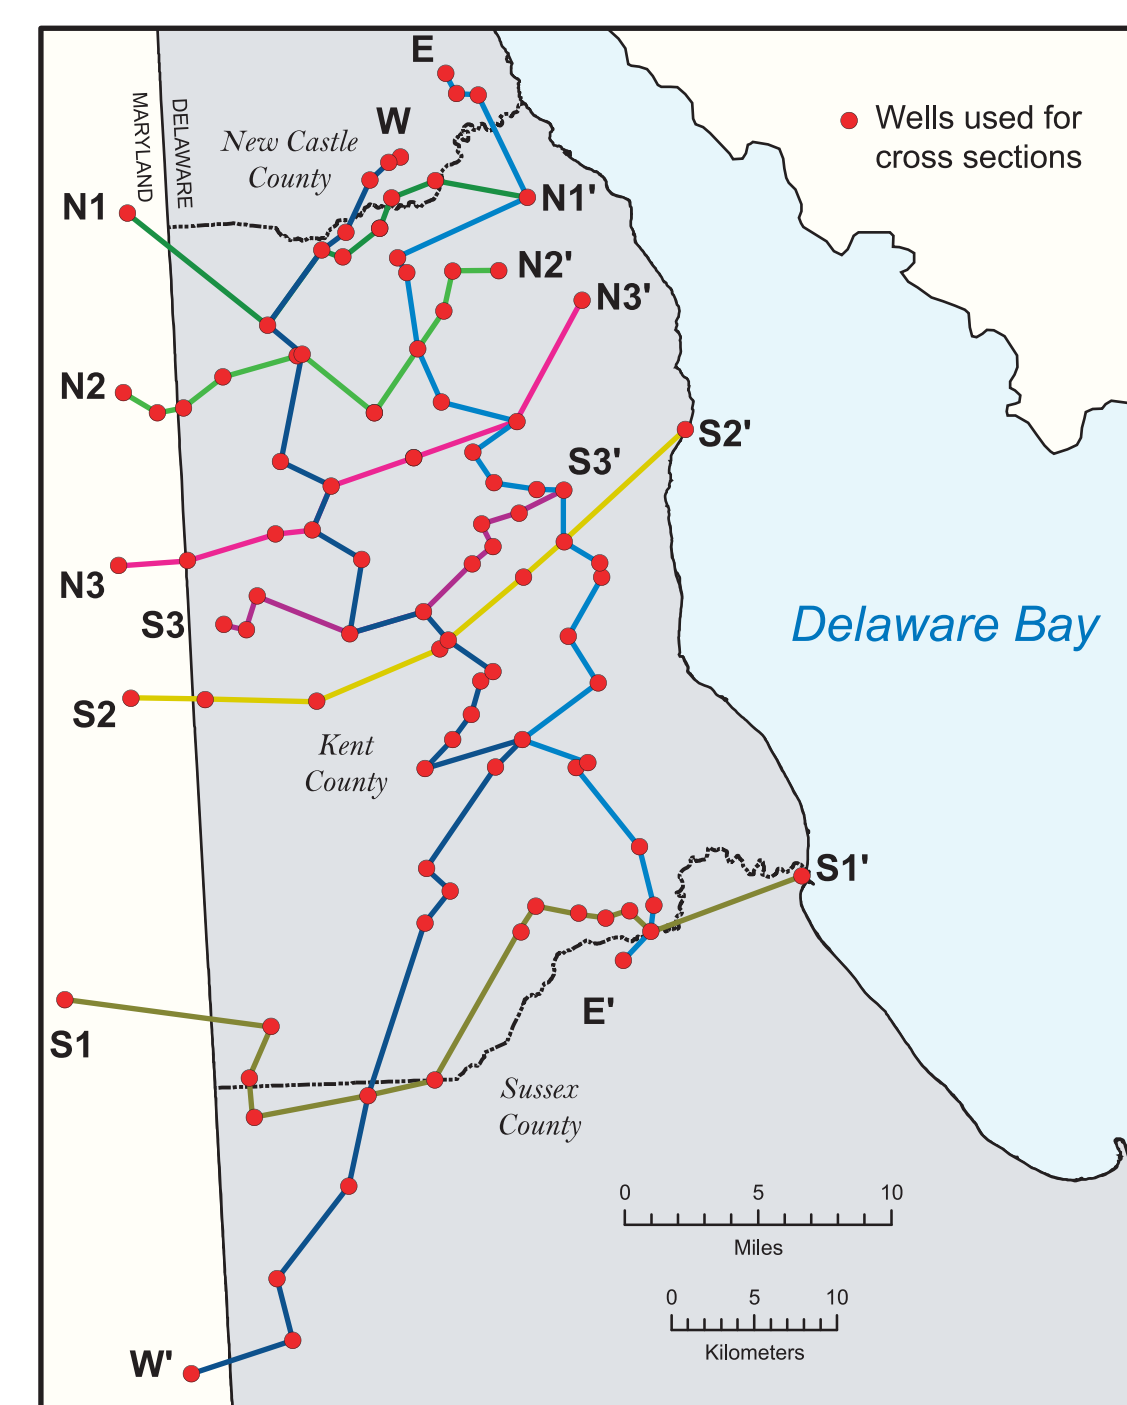 E
W
Wells used for
cross sections
MARYLAND
DELAWARE
New Castle
County
N1
N1'
N2'
N3'
N2
S2'
S3'
N3
S3
Delaware Bay
S2
Kent
County
S1'
E'
S1
Sussex
County
0 5 10
Miles
0 5 10
Kilometers
W'